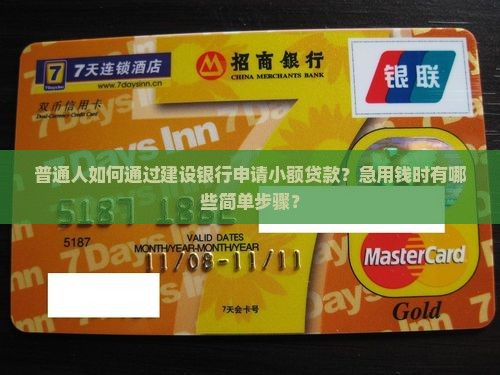 7 7天连锁酒店
www.7daysinn.cn
招商银行
CHINA MERCHANTS BANK
银联
双币信用卡
Dual-Currency Credit Card
7Days Inn
普通人如何通过建设银行申请小额贷款？急用钱时有哪
些简单步骤？
5187
5187
VALID DATES
MONTH/YEAR-MONTH/YEAR
11/08-11/11
MasterCard
7天会卡号
Gold